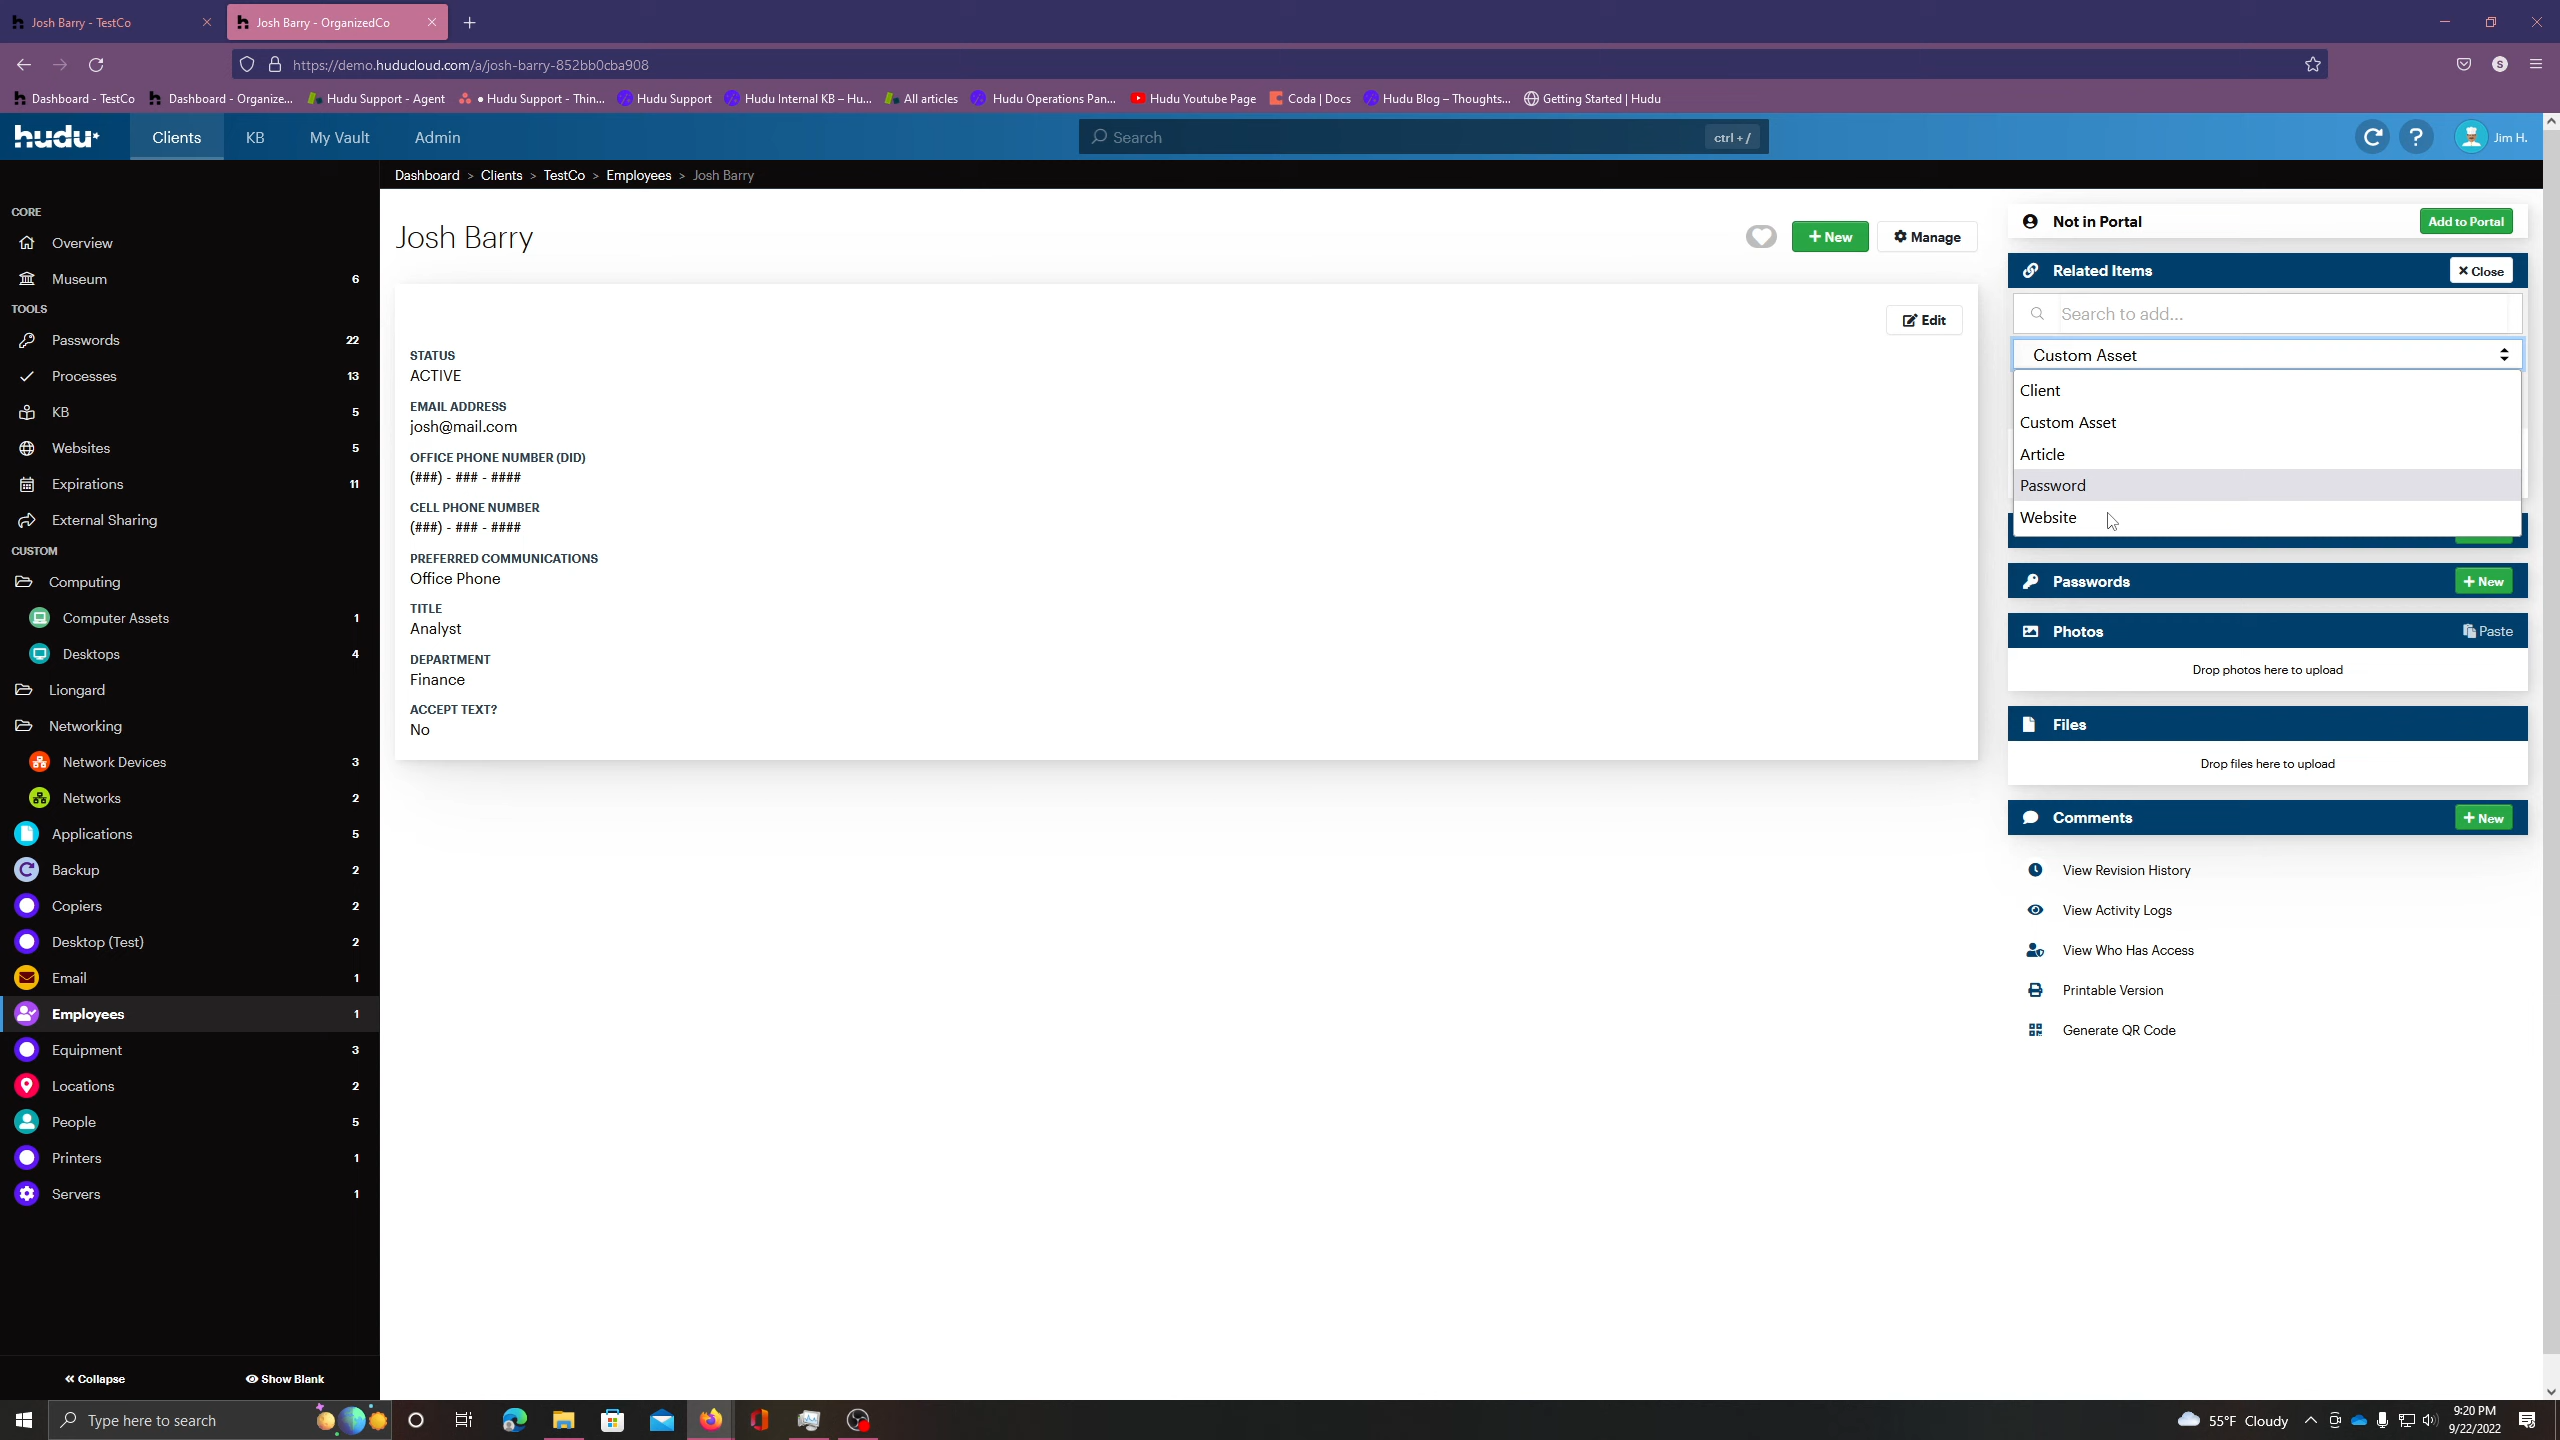 Josh Barry - TestCo
Josh Barry - OrganizedCo
https://demo.huducloud.com/a/josh-barry-852bb0cba908
S
Dashboard - TestCo
Dashboard - Organize...
Hudu Support - Agent
• Hudu Support - Thin...
Hudu Support
Hudu Internal KB – Hu...
All articles
Hudu Operations Pan...
Hudu Youtube Page
Coda | Docs
Hudu Blog – Thoughts...
Getting Started | Hudu
hudu
Clients
KB
My Vault
Admin
Search
ctrl + /
?
Jim H.
Dashboard > Clients > TestCo > Employees > Josh Barry
CORE
Overview
Museum 6
TOOLS
Passwords 22
Processes 13
KB 5
Websites 5
Expirations 11
External Sharing
CUSTOM
Computing
Computer Assets 1
Desktops 4
Liongard
Networking
Network Devices 3
Networks 2
Applications 5
Backup 2
Copiers 2
Desktop (Test) 2
Email 1
Employees 1
Equipment 3
Locations 2
People 5
Printers 1
Servers 1
Collapse
Show Blank
Josh Barry
+ New
Manage
Edit
STATUS
ACTIVE
EMAIL ADDRESS
josh@mail.com
OFFICE PHONE NUMBER (DID)
(###) - ### - ####
CELL PHONE NUMBER
(###) - ### - ####
PREFERRED COMMUNICATIONS
Office Phone
TITLE
Analyst
DEPARTMENT
Finance
ACCEPT TEXT?
No
Not in Portal
Add to Portal
Related Items
× Close
Search to add...
Custom Asset
Client
Custom Asset
Article
Password
Website
Passwords
+ New
Photos
Paste
Drop photos here to upload
Files
Drop files here to upload
Comments
+ New
View Revision History
View Activity Logs
View Who Has Access
Printable Version
Generate QR Code
Type here to search
55°F Cloudy
9:20 PM
9/22/2022